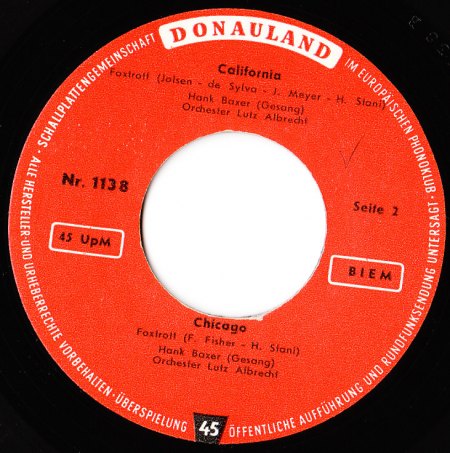 DONAULAND
SCHALLPLATTENGEMEINSCHAFT
IM EUROPÄISCHEN PHONOKLUB
California
Foxtrott (Jolsen - de Sylva - J. Meyer - H. Stani)
Hank Baxer (Gesang)
Orchester Lutz Albrecht
Nr. 1138
Seite 2
45 UpM
BIEM
Chicago
Foxtrott (F. Fisher - H. Stani)
Hank Baxer (Gesang)
Orchester Lutz Albrecht
· ALLE HERSTELLER- UND URHEBERRECHTE VORBEHALTEN · ÜBERSPIELUNG
45
ÖFFENTLICHE AUFFÜHRUNG UND RUNDFUNKSENDUNG UNTERSAGT ·